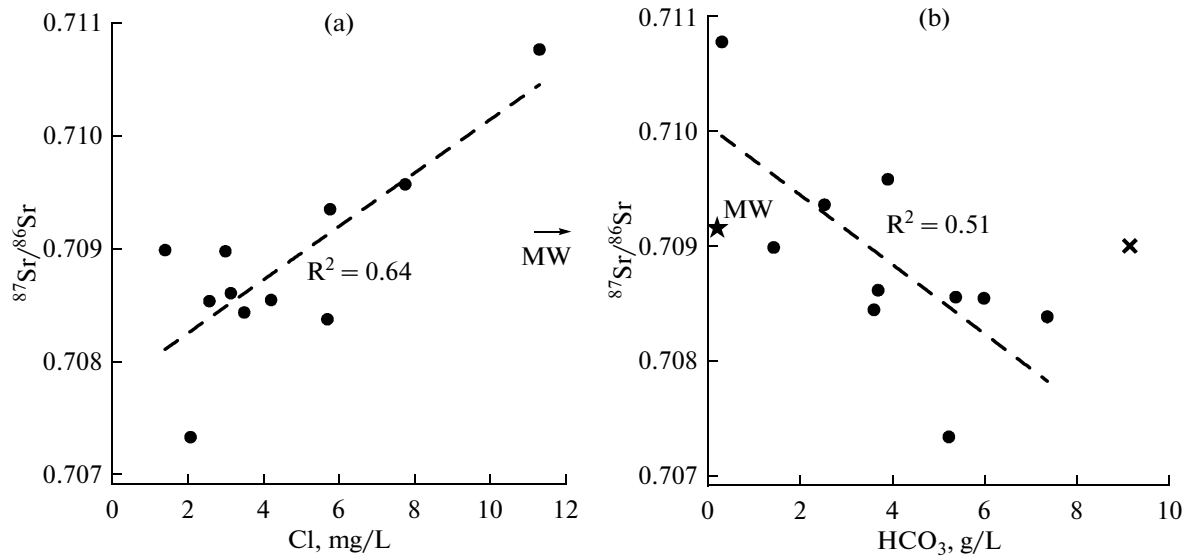 (a)
0.711
0.710
0.709
0.708
0.707
⁸⁷Sr/⁸⁶Sr
R² = 0.64
MW
0 2 4 6 8 10 12
Cl, mg/L
(b)
0.711
0.710
0.709
0.708
0.707
⁸⁷Sr/⁸⁶Sr
MW
R² = 0.51
0 2 4 6 8 10
HCO₃, g/L